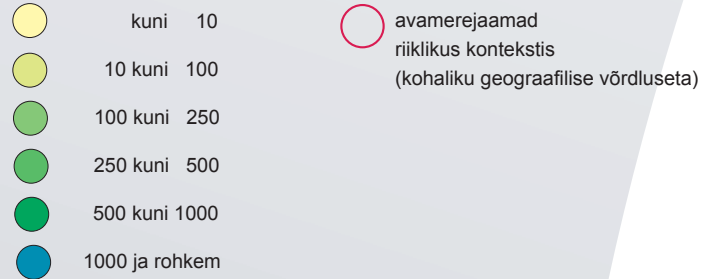 kuni 10
10 kuni 100
100 kuni 250
250 kuni 500
500 kuni 1000
1000 ja rohkem
avamerejaamad
riiklikus kontekstis
(kohaliku geograafilise võrdluseta)